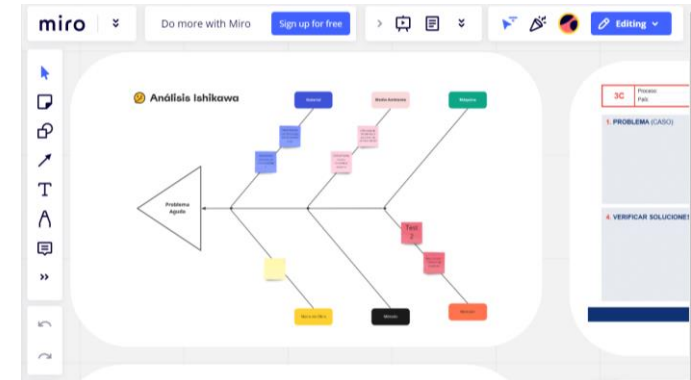 miro
Do more with Miro
Sign up for free
Editing
Análisis Ishikawa
Material
Medio Ambiente
Máquina
Problema
Agudo
Test
2
Mano de Obra
Método
3C
Proceso
País
1. PROBLEMA (CASO)
4. VERIFICAR SOLUCIONES